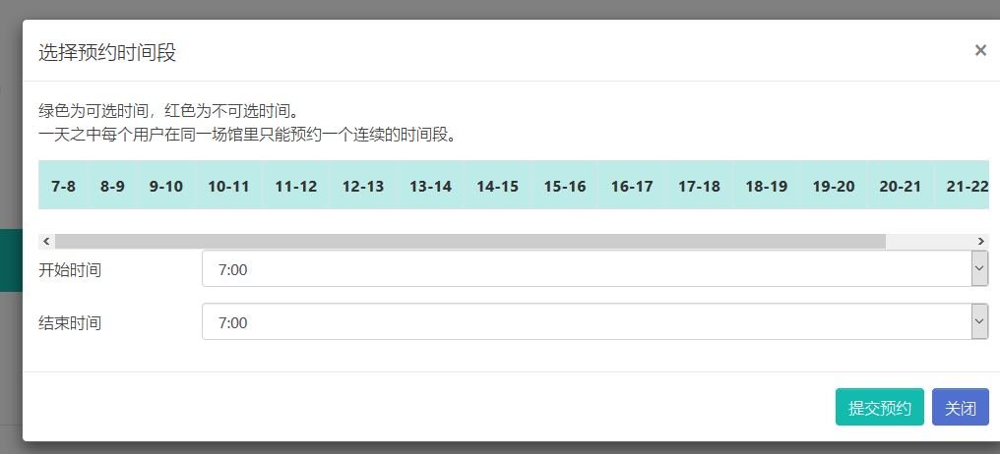 选择预约时间段 ×
绿色为可选时间，红色为不可选时间。
一天之中每个用户在同一场馆里只能预约一个连续的时间段。
7-8 8-9 9-10 10-11 11-12 12-13 13-14 14-15 15-16 16-17 17-18 18-19 19-20 20-21 21-22
开始时间 7:00
结束时间 7:00
提交预约 关闭